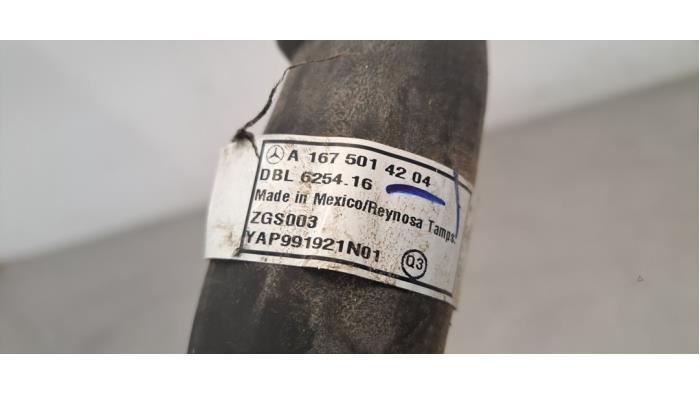 A 167 501 42 04
DBL 6254.16
Made in Mexico/Reynosa Tamps.
ZGS003
YAP991921N01
Q3